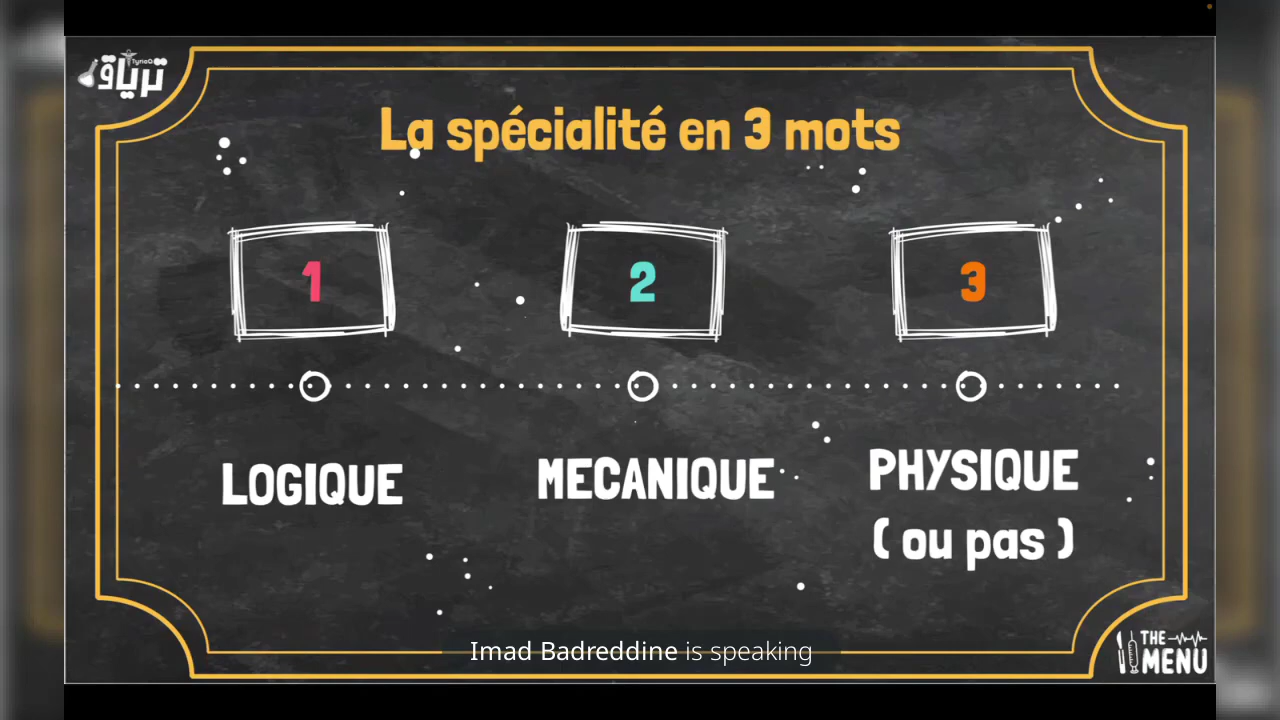 ترياق
TyriaQ
La spécialité en 3 mots
1
2
3
LOGIQUE
MECANIQUE
PHYSIQUE
( ou pas )
Imad Badreddine is speaking
THE
MENU